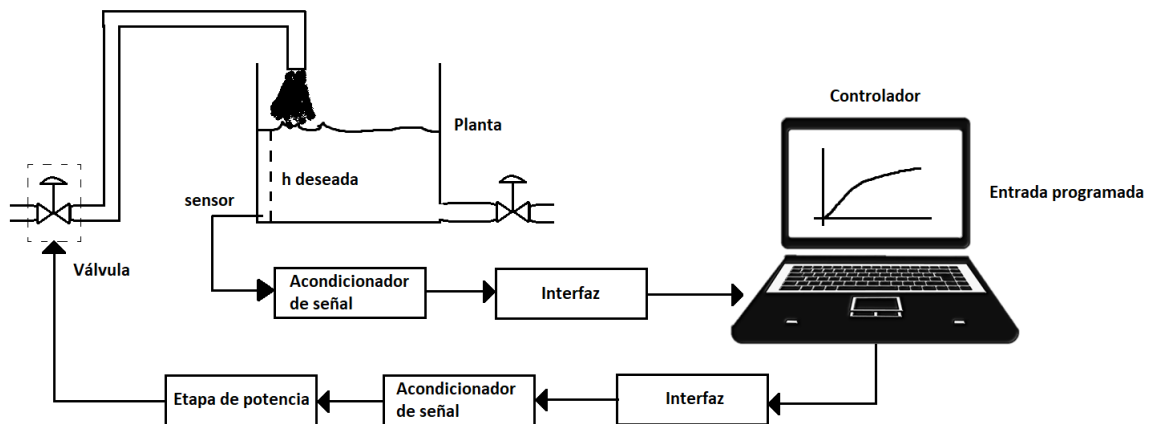 Controlador
Planta
h deseada
Entrada programada
sensor
Válvula
Acondicionador
de señal
Interfaz
Etapa de potencia
Acondicionador
de señal
Interfaz